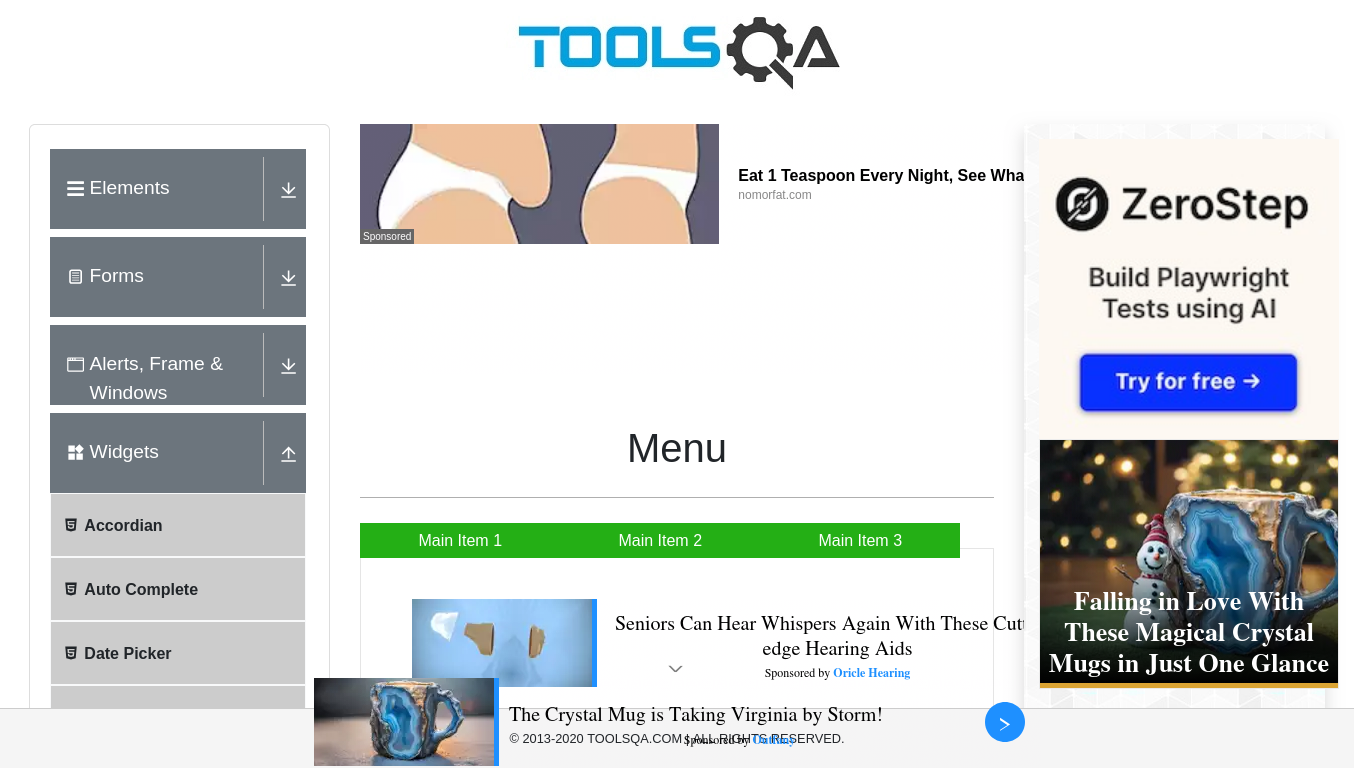 TOOLSQA
Elements
Forms
Alerts, Frame &
Windows
Widgets
Accordian
Auto Complete
Date Picker
Sponsored
Eat 1 Teaspoon Every Night, See Wha
nomorfat.com
Menu
Main Item 1
Main Item 2
Main Item 3
Seniors Can Hear Whispers Again With These Cutt
edge Hearing Aids
Sponsored by Oricle Hearing
The Crystal Mug is Taking Virginia by Storm!
Sponsored by
© 2013-2020 TOOLSQA.COM | ALL RIGHTS RESERVED.
ZeroStep
Build Playwright
Tests using AI
Try for free →
Falling in Love With
These Magical Crystal
Mugs in Just One Glance